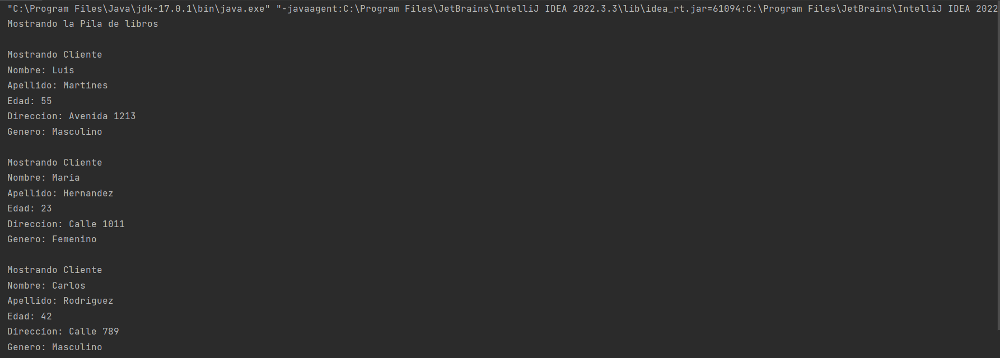 "C:\Program Files\Java\jdk-17.0.1\bin\java.exe" "-javaagent:C:\Program Files\JetBrains\IntelliJ IDEA 2022.3.3\lib\idea_rt.jar=61094:C:\Program Files\JetBrains\IntelliJ IDEA 2022
Mostrando la Pila de libros
Mostrando Cliente
Nombre: Luis
Apellido: Martines
Edad: 55
Direccion: Avenida 1213
Genero: Masculino
Mostrando Cliente
Nombre: Maria
Apellido: Hernandez
Edad: 23
Direccion: Calle 1011
Genero: Femenino
Mostrando Cliente
Nombre: Carlos
Apellido: Rodriguez
Edad: 42
Direccion: Calle 789
Genero: Masculino